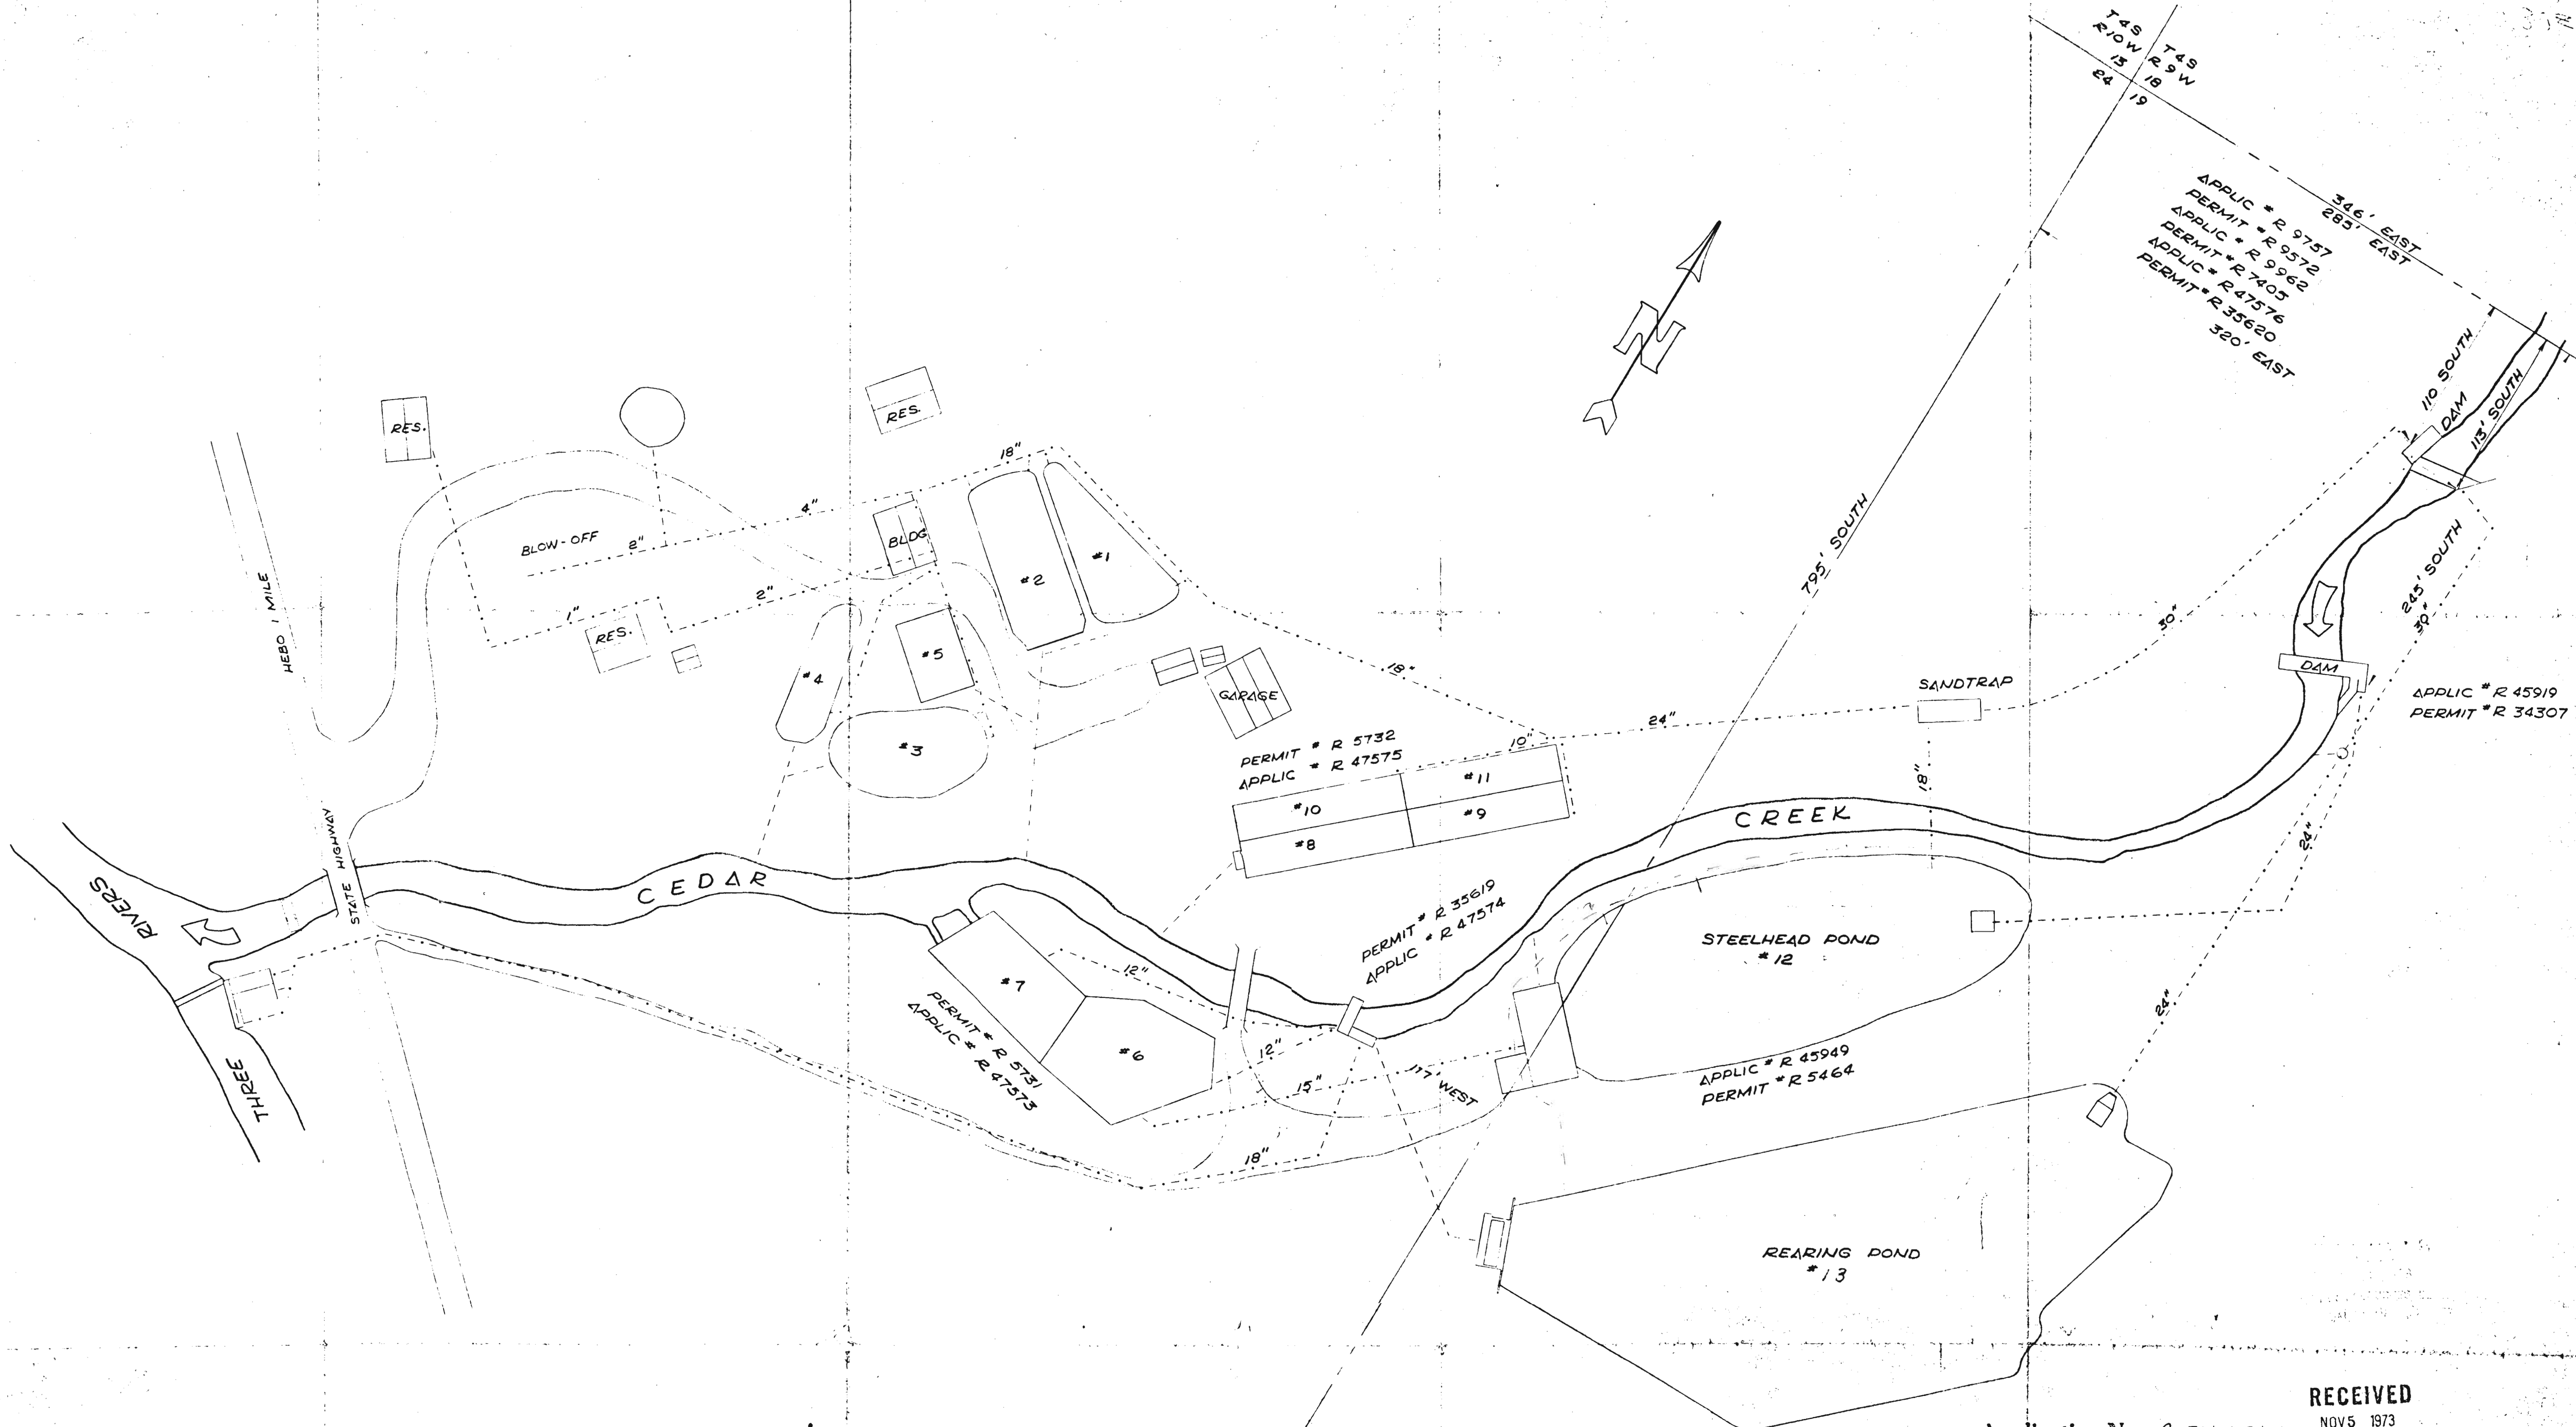 T4S
R10W
13
24
T4S
R9W
18
19
346' EAST
285' EAST
APPLIC # R 9757
PERMIT # R 9572
APPLIC # R 9962
PERMIT # R 7405
APPLIC # R 47576
PERMIT # R 35620
320' EAST
110 SOUTH
DAM
113' SOUTH
RES.
RES.
18"
4"
BLOW-OFF
2"
BLDG
#1
#2
795' SOUTH
245' SOUTH
30"
30"
HEBO 1 MILE
1"
2"
RES.
#5
#4
18"
GARAGE
SANDTRAP
DAM
APPLIC # R 45919
PERMIT # R 34307
#3
24"
10"
PERMIT # R 5732
APPLIC # R 47575
#11
#10
#9
#8
18"
CREEK
24"
STATE HIGHWAY
CEDAR
RIVERS
PERMIT # R 35619
APPLIC # R 47574
STEELHEAD POND
#12
12"
#7
24"
PERMIT # R 5731
APPLIC # R 47573
#6
12"
15"
117' WEST
APPLIC # R 45949
PERMIT # R 5464
THREE
18"
REARING POND
#13
RECEIVED
NOV 5 1973